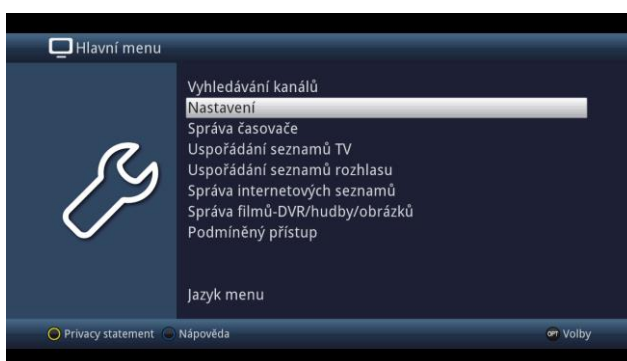 Hlavní menu
Vyhledávání kanálů
Nastavení
Správa časovače
Uspořádání seznamů TV
Uspořádání seznamů rozhlasu
Správa internetových seznamů
Správa filmů-DVR/hudby/obrázků
Podmíněný přístup
Jazyk menu
Privacy statement Nápověda OPT Volby